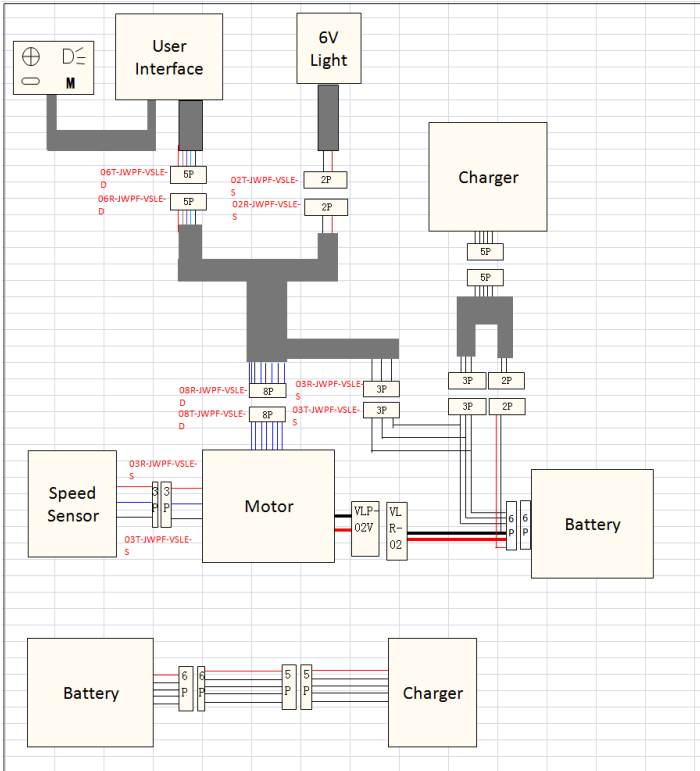 D
M
User
Interface
6V
Light
06T-JWPF-VSLE-
D
5P
02T-JWPF-VSLE-
S
2P
06R-JWPF-VSLE-
D
5P
02R-JWPF-VSLE-
S
2P
Charger
5P
5P
08R-JWPF-VSLE-
D
8P
03R-JWPF-VSLE-
S
3P
3P
2P
08T-JWPF-VSLE-
D
8P
03T-JWPF-VSLE-
S
3P
3P
2P
03R-JWPF-VSLE-
S
Speed
Sensor
3
P
3
P
03T-JWPF-VSLE-
S
Motor
VLP-
02V
VL
R-
02
6
P
6
P
Battery
Battery
6
P
6
P
5
P
5
P
Charger